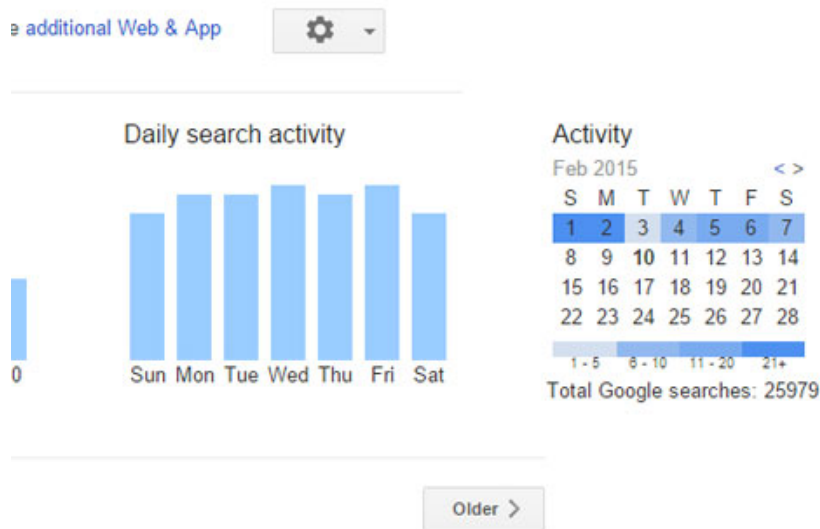 e additional Web & App
Daily search activity
0
Sun Mon Tue Wed Thu Fri Sat
Activity
Feb 2015 < >
S M T W T F S
1 2 3 4 5 6 7
8 9 10 11 12 13 14
15 16 17 18 19 20 21
22 23 24 25 26 27 28
1 - 5 6 - 10 11 - 20 21+
Total Google searches: 25979
Older >